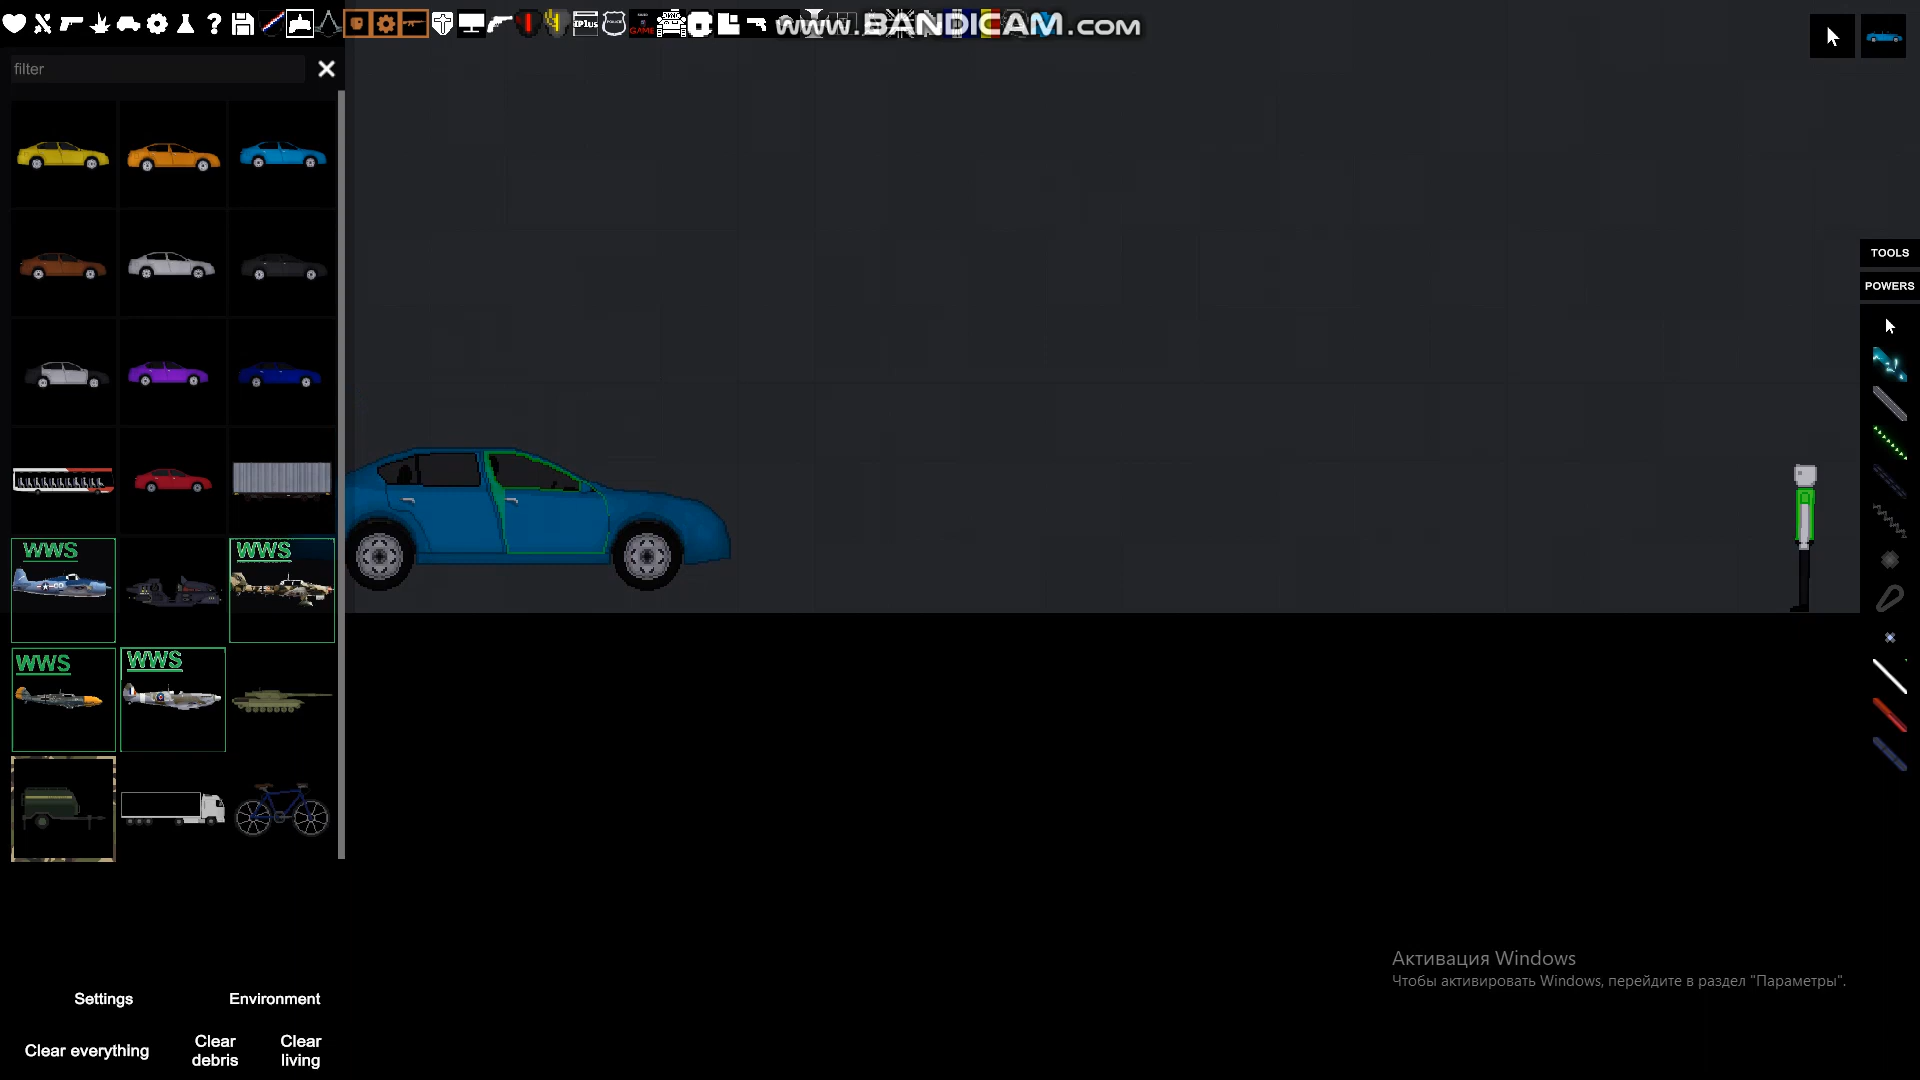 www.BANDICAM.com
filter
TOOLS
POWERS
WWS
WWS
WWS
WWS
Активация Windows
Чтобы активировать Windows, перейдите в раздел "Параметры".
Settings
Environment
Clear everything
Clear debris
Clear living